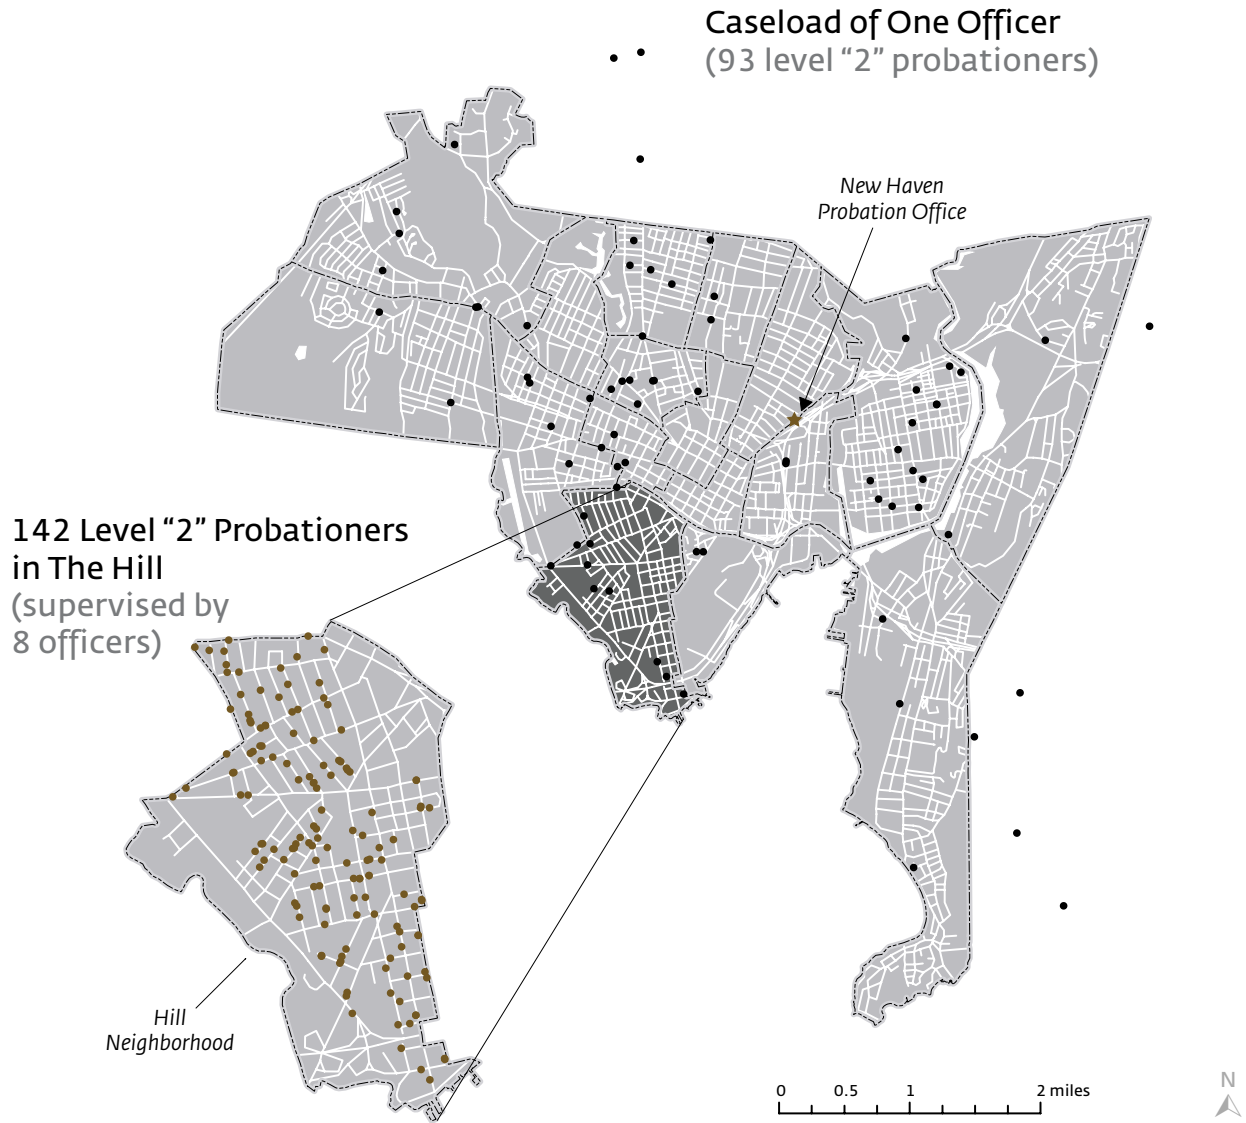 Caseload of One Officer
(93 level “2” probationers)
New Haven
Probation Office
142 Level “2” Probationers
in The Hill
(supervised by
8 officers)
Hill
Neighborhood
0 0.5 1 2 miles
N